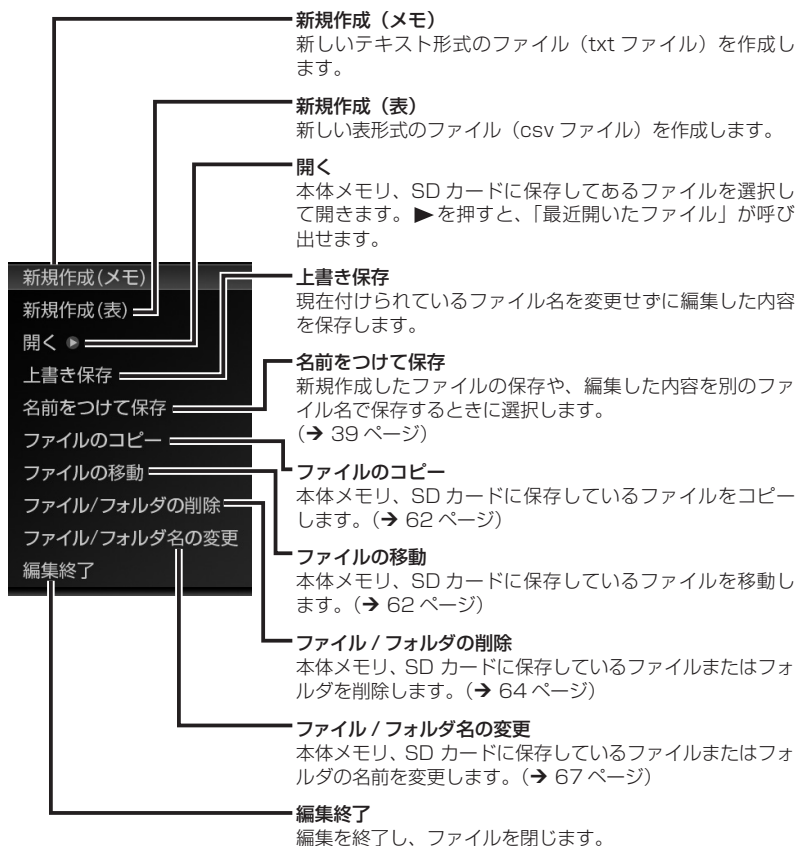 新規作成（メモ）
新しいテキスト形式のファイル（txt ファイル）を作成し
ます。
新規作成（表）
新しい表形式のファイル（csv ファイル）を作成します。
開く
本体メモリ、SD カードに保存してあるファイルを選択し
て開きます。▶を押すと、「最近開いたファイル」が呼び
出せます。
上書き保存
現在付けられているファイル名を変更せずに編集した内容
を保存します。
名前をつけて保存
新規作成したファイルの保存や、編集した内容を別のファ
イル名で保存するときに選択します。
（➔ 39 ページ）
ファイルのコピー
本体メモリ、SD カードに保存しているファイルをコピー
します。（➔ 62 ページ）
ファイルの移動
本体メモリ、SD カードに保存しているファイルを移動し
ます。（➔ 62 ページ）
ファイル / フォルダの削除
本体メモリ、SD カードに保存しているファイルまたはフォ
ルダを削除します。（➔ 64 ページ）
ファイル / フォルダ名の変更
本体メモリ、SD カードに保存しているファイルまたはフォ
ルダの名前を変更します。（➔ 67 ページ）
編集終了
編集を終了し、ファイルを閉じます。
新規作成(メモ)
新規作成(表)
開く
上書き保存
名前をつけて保存
ファイルのコピー
ファイルの移動
ファイル/フォルダの削除
ファイル/フォルダ名の変更
編集終了